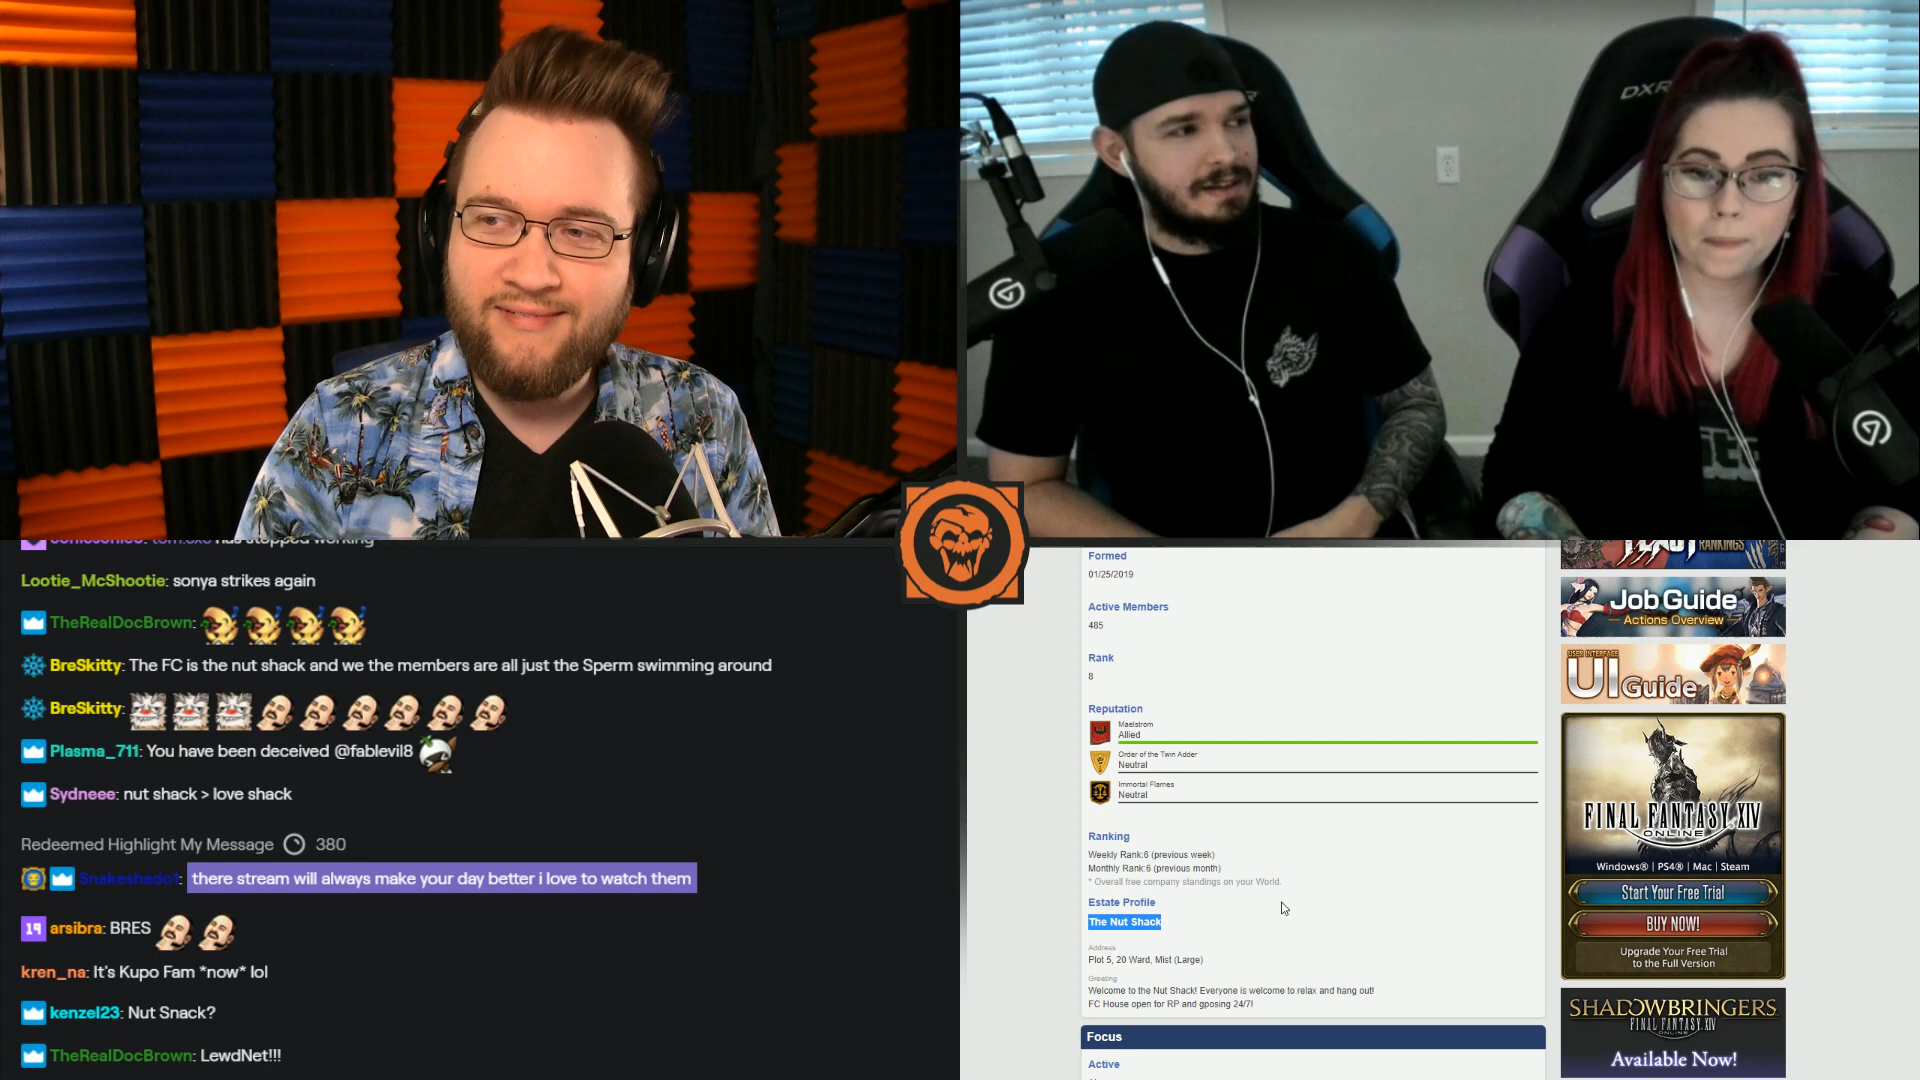 DXR
has stopped working
Lootie_McShootie: sonya strikes again
TheRealDocBrown:
BreSkitty: The FC is the nut shack and we the members are all just the Sperm swimming around
BreSkitty:
Plasma_711: You have been deceived @fablevil8
Sydneee: nut shack > love shack
Redeemed Highlight My Message 380
Snakeshado1: there stream will always make your day better i love to watch them
19 arsibra: BRES
kren_na: It's Kupo Fam *now* lol
kenzel23: Nut Snack?
TheRealDocBrown: LewdNet!!!
Formed
01/25/2019
Active Members
485
Rank
8
Reputation
Maelstrom
Allied
Order of the Twin Adder
Neutral
Immortal Flames
Neutral
Ranking
Weekly Rank:6 (previous week)
Monthly Rank:6 (previous month)
* Overall free company standings on your World.
Estate Profile
The Nut Shack
Address
Plot 5, 20 Ward, Mist (Large)
Greeting
Welcome to the Nut Shack! Everyone is welcome to relax and hang out!
FC House open for RP and gposing 24/7!
Focus
Active
RANKINGS
Job Guide
Actions Overview
USER INTERFACE
UI Guide
FINAL FANTASY XIV
ONLINE
Windows® | PS4® | Mac | Steam
Start Your Free Trial
BUY NOW!
Upgrade Your Free Trial
to the Full Version
SHADOWBRINGERS
FINAL FANTASY XIV
ONLINE
Available Now!